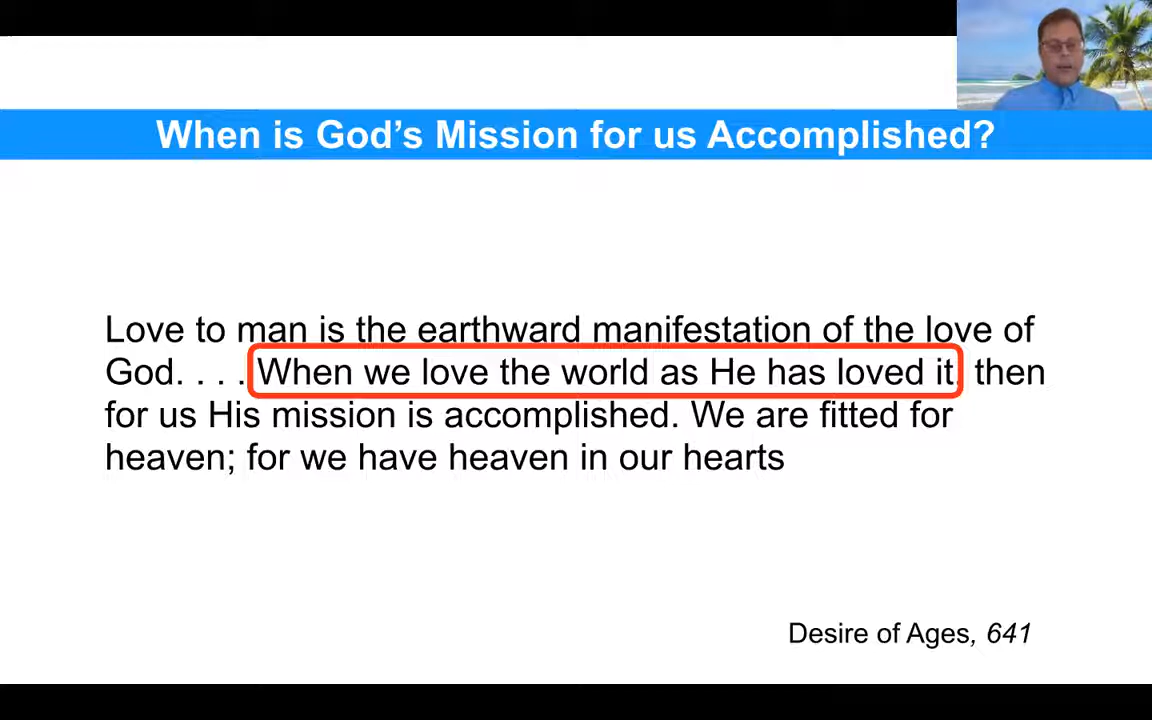 When is God’s Mission for us Accomplished?
Love to man is the earthward manifestation of the love of
God. . . . When we love the world as He has loved it, then
for us His mission is accomplished. We are fitted for
heaven; for we have heaven in our hearts
Desire of Ages, 641